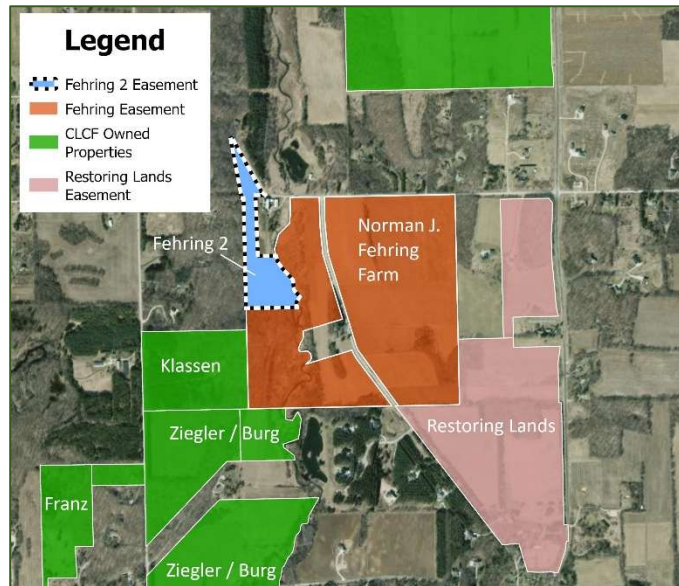 Legend
Fehring 2 Easement
Fehring Easement
CLCF Owned
Properties
Restoring Lands
Easement
Norman J.
Fehring
Farm
Fehring 2
Klassen
Ziegler / Burg
Restoring Lands
Franz
Ziegler / Burg